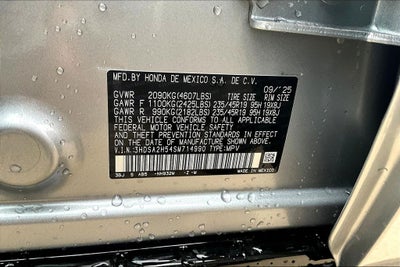 MFD.BY HONDA DE MEXICO S.A. DE C.V.
09/'25
GVWR 2090KG(4607LBS) TIRE SIZE RIM SIZE
GAWR F 1100KG(2425LBS) 235/45R19 95H 19X8J
GAWR R 990KG(2182LBS) 235/45R19 95H 19X8J
THIS VEHICLE CONFORMS TO ALL APPLICABLE
FEDERAL MOTOR VEHICLE SAFETY
AND THEFT PREVENTION STANDARDS IN EFFECT
ON THE DATE OF MANUFACTURE SHOWN ABOVE.
V.I.N.: TYPE:MPV
-NH932M -Z -M MADE IN MEXICO